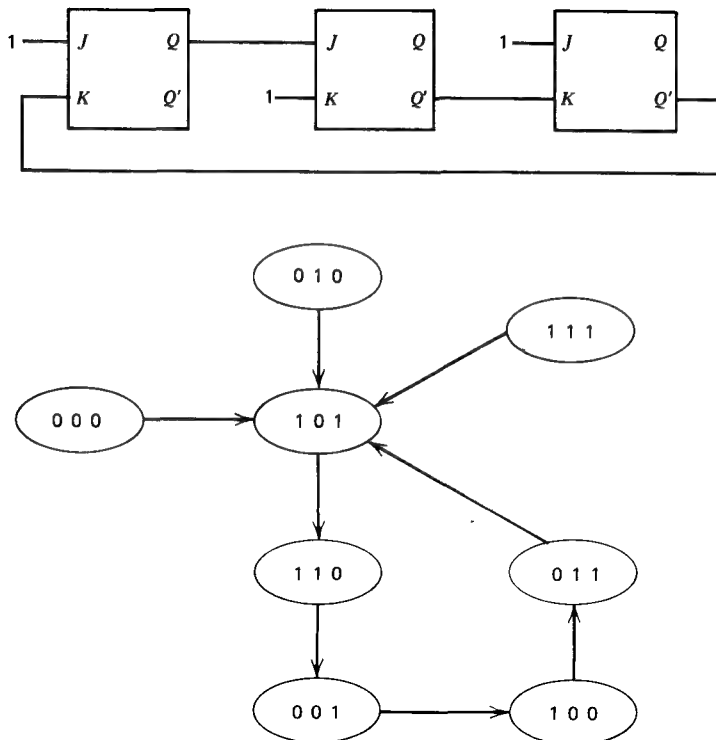 1 J Q J Q 1 J Q
K Q' 1 K Q' K Q'
0 1 0
1 1 1
0 0 0
1 0 1
1 1 0
0 1 1
0 0 1
1 0 0